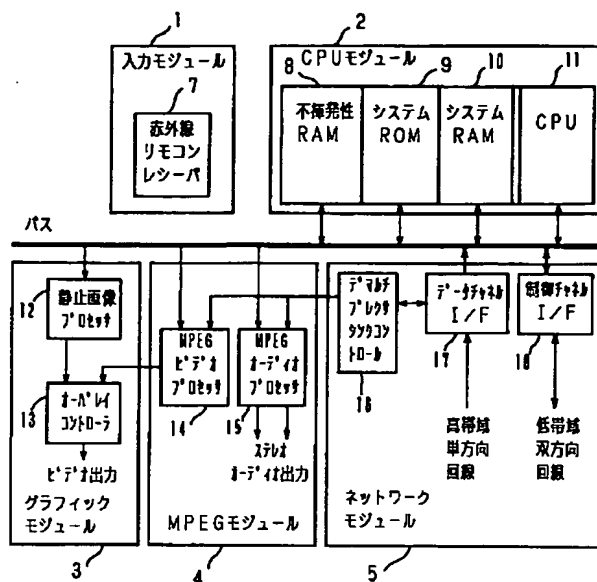 1
入力モジュール
7
赤外線
リモコン
レシーバ
2
CPUモジュール
8
不揮発性
RAM
9
システム
ROM
10
システム
RAM
11
CPU
バス
12
静止画像
プロセッサ
13
オーバレイ
コントローラ
ビデオ出力
グラフィック
モジュール
3
MPEG
ビデオ
プロセッサ
14
MPEG
オーディオ
プロセッサ
15
ステレオ
オーディオ出力
MPEGモジュール
4
デマルチ
プレクサ
タンクコント
ロール
16
データチャネル
I/F
17
制御チャネル
I/F
18
高帯域
単方向
回線
低帯域
双方向
回線
ネットワーク
モジュール
5